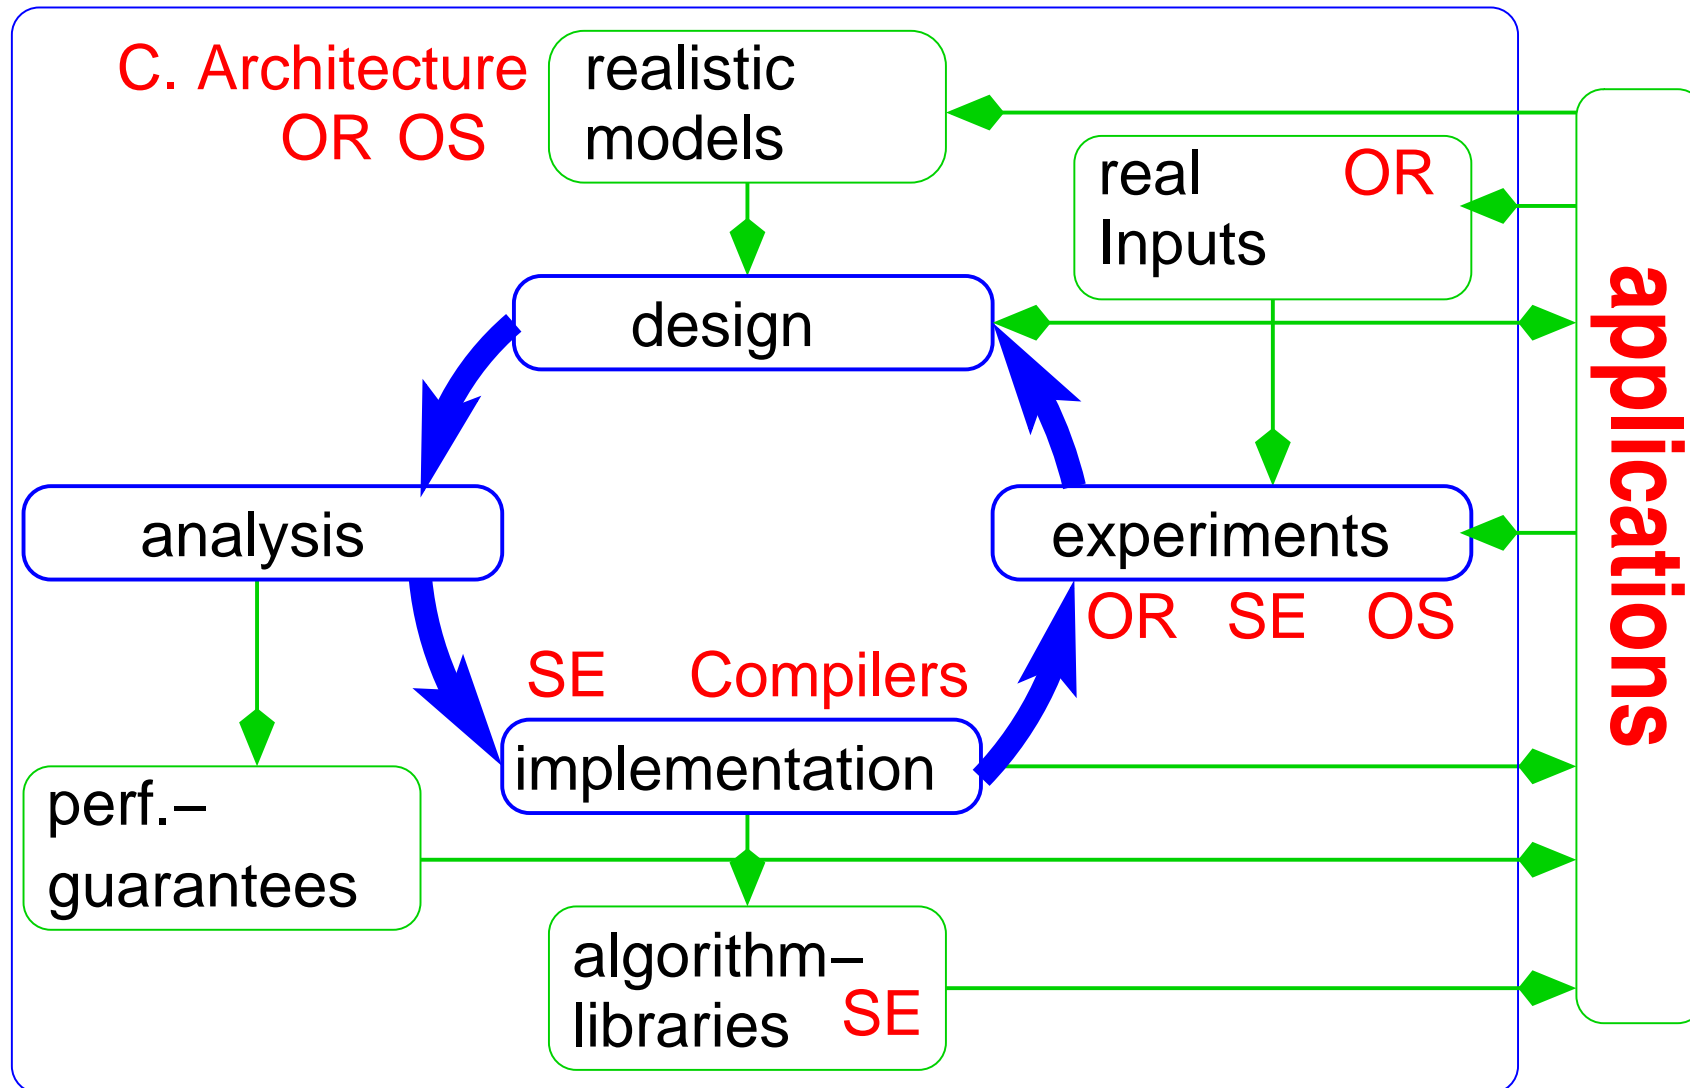 C. Architecture
OR OS
realistic
models
real OR
Inputs
design
analysis
experiments
OR SE OS
SE Compilers
implementation
perf.–
guarantees
algorithm–
libraries SE
applications